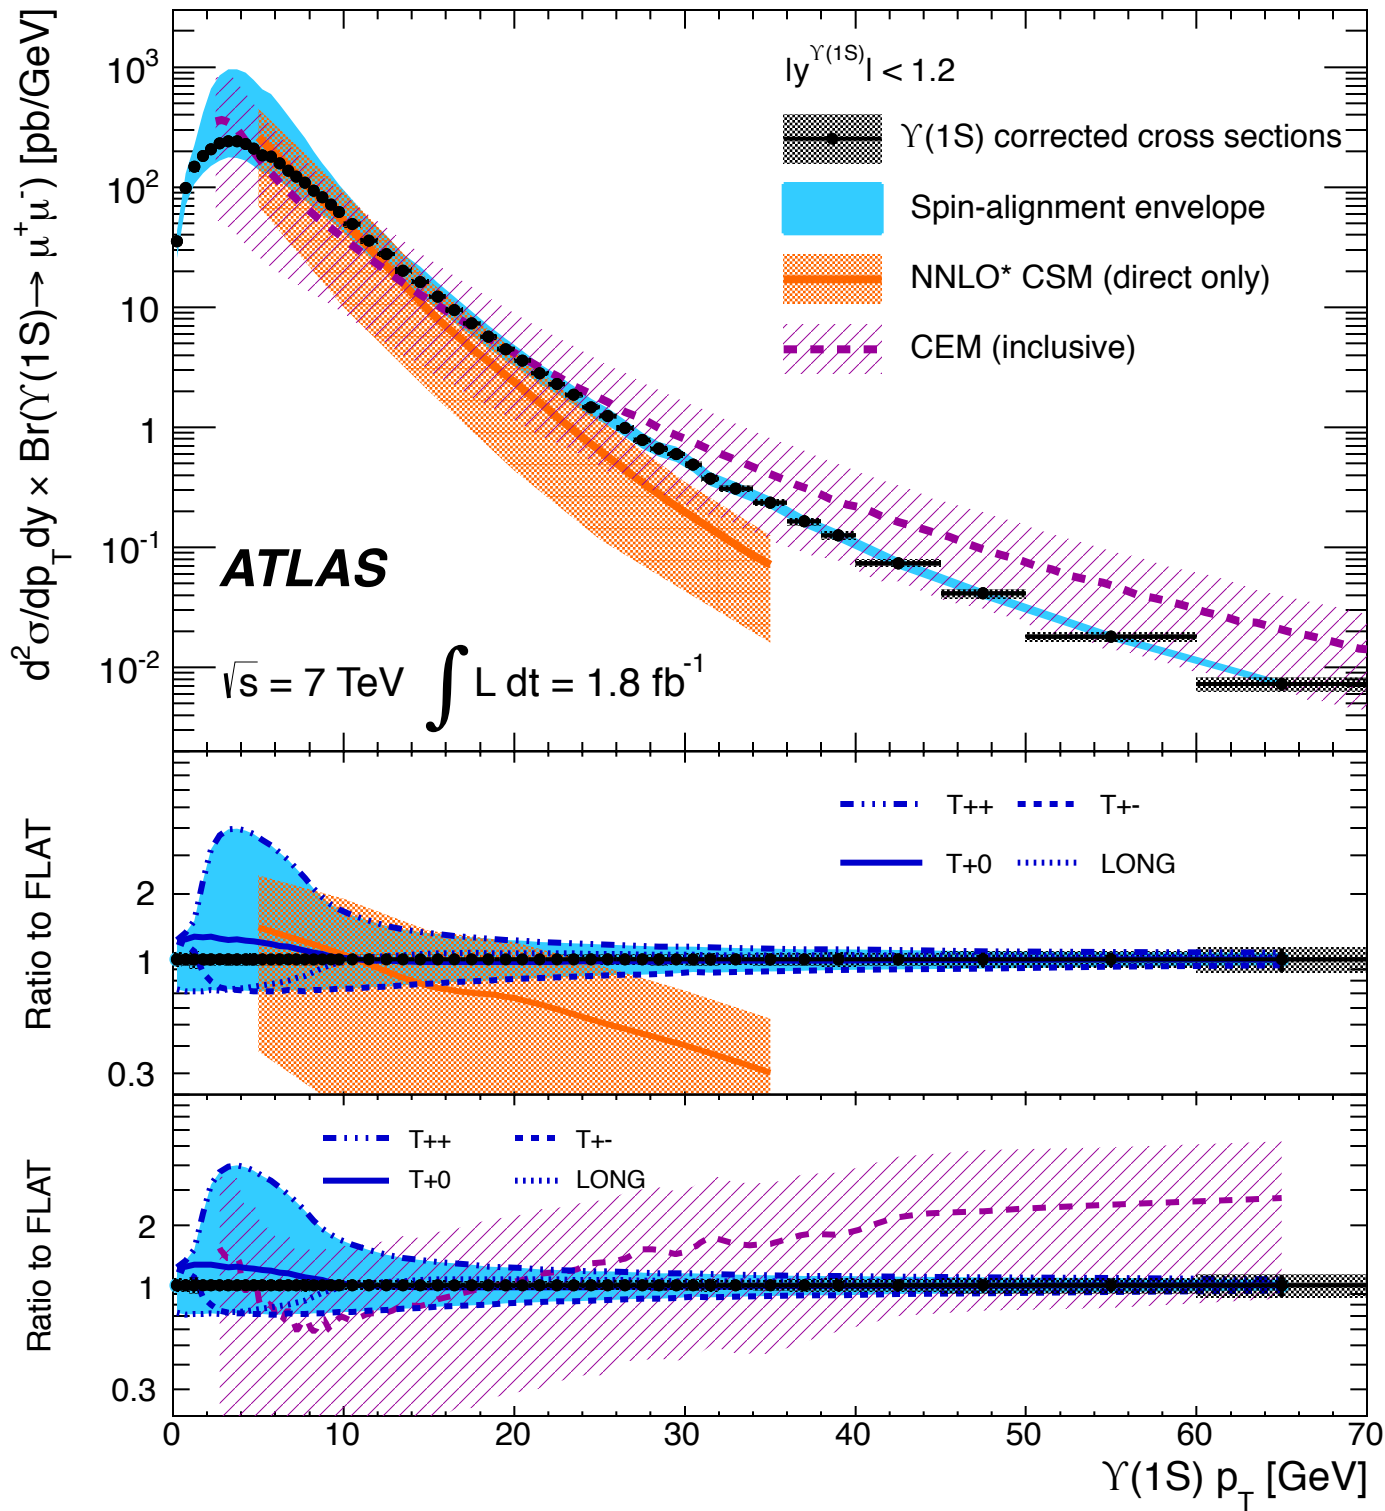 d²σ/dp_T dy × Br(ϒ(1S)→ μ⁺μ⁻) [pb/GeV]
10³
10²
10
1
10⁻¹
10⁻²
|y^ϒ(1S)| < 1.2
ϒ(1S) corrected cross sections
Spin-alignment envelope
NNLO* CSM (direct only)
CEM (inclusive)
ATLAS
√s = 7 TeV ∫ L dt = 1.8 fb⁻¹
Ratio to FLAT
2
1
0.3
T++ T+-
T+0 LONG
Ratio to FLAT
2
1
0.3
T++ T+-
T+0 LONG
0 10 20 30 40 50 60 70
ϒ(1S) p_T [GeV]